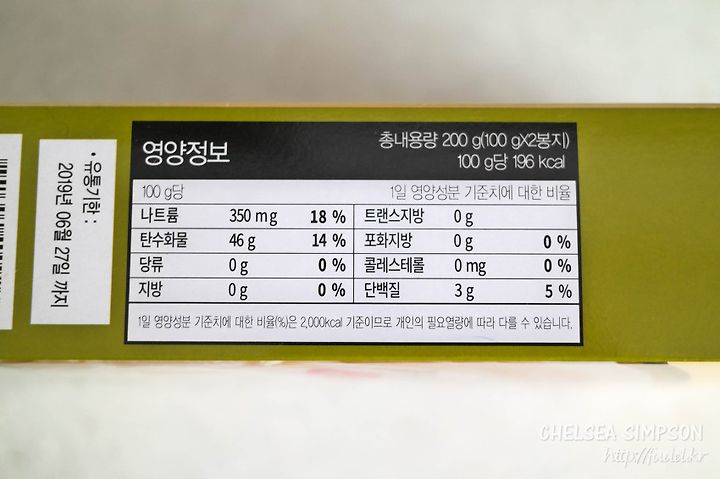 • 유통기한 :
2019년 06월 27일 까지
영양정보
총내용량 200 g(100 gX2봉지)
100 g당 196 kcal
100 g당 1일 영양성분 기준치에 대한 비율
나트륨 350 mg 18 % 트랜스지방 0 g
탄수화물 46 g 14 % 포화지방 0 g 0 %
당류 0 g 0 % 콜레스테롤 0 mg 0 %
지방 0 g 0 % 단백질 3 g 5 %
1일 영양성분 기준치에 대한 비율(%)은 2,000kcal 기준이므로 개인의 필요열량에 따라 다를 수 있습니다.
CHELSEA SIMPSON